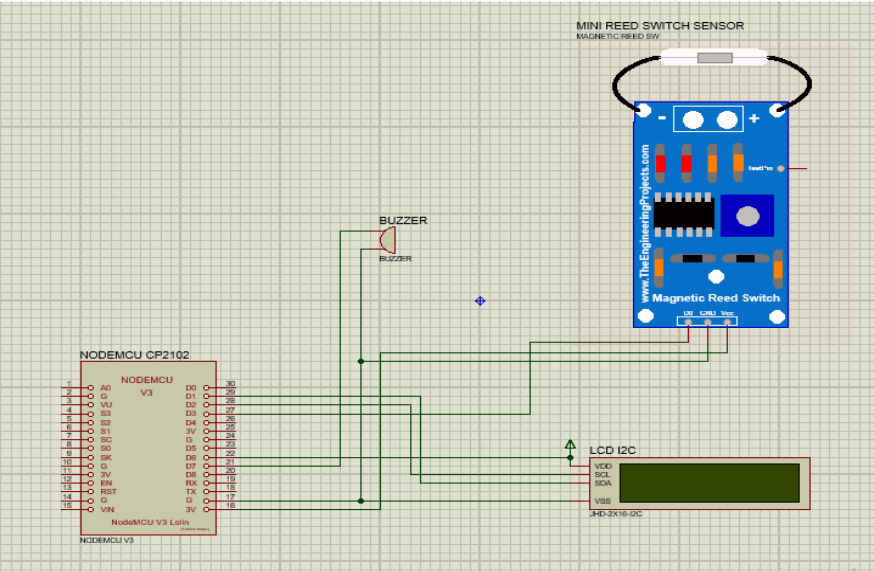 MINI REED SWITCH SENSOR
MAGNETIC REED SW
- +
www.TheEngineeringProjects.com
TestPin
Magnetic Reed Switch
D0 GND Vcc
BUZZER
BUZZER
NODEMCU CP2102
NODEMCU
V3
1 A0 D0 30
2 G D1 29
3 VU D2 28
4 S3 D3 27
5 S2 D4 26
6 S1 3V 25
7 SC G 24
8 S0 D5 23
9 SK D6 22
10 G D7 21
11 3V D8 20
12 EN RX 19
13 RST TX 18
14 G G 17
15 VIN 3V 16
NodeMCU V3 Lolin
NODEMCU V3
LCD I2C
VDD
SCL
SDA
VSS
JHD-2X16-I2C